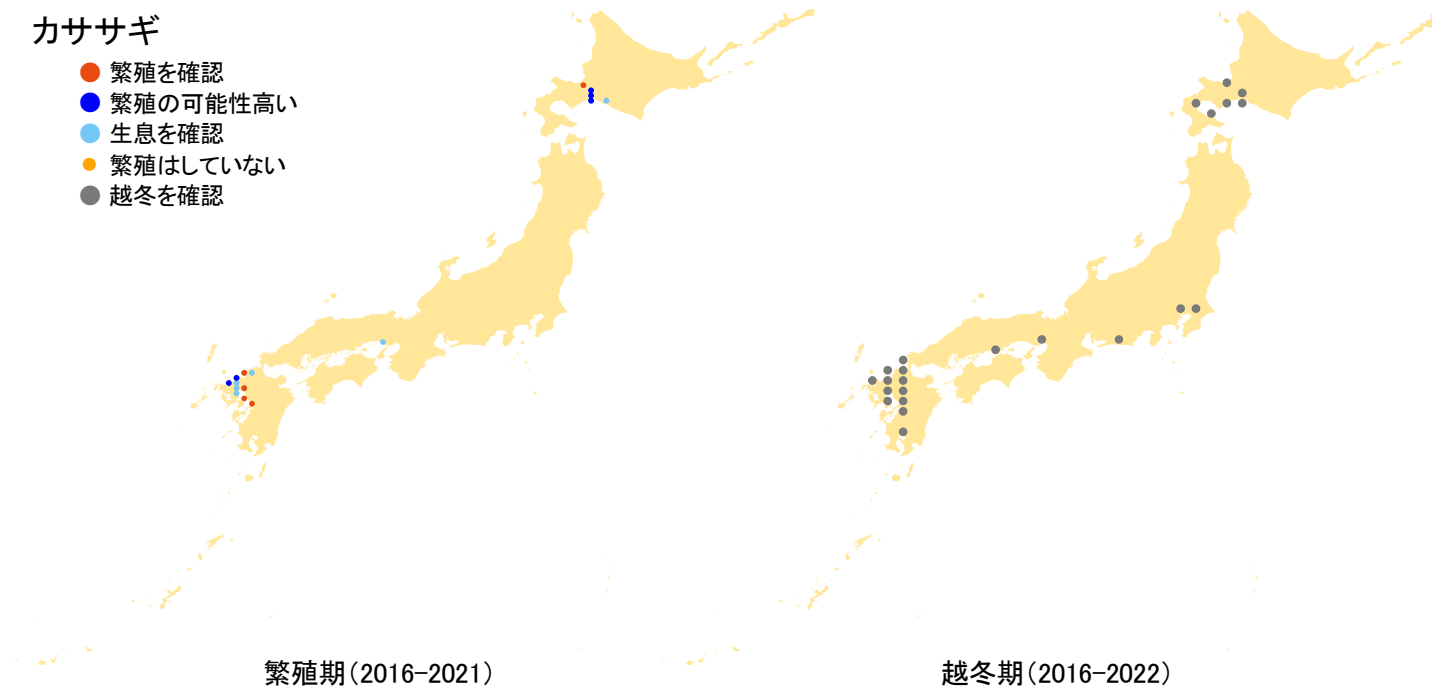 カササギ
繁殖を確認
繁殖の可能性高い
生息を確認
繁殖はしていない
越冬を確認
繁殖期（2016-2021）
越冬期（2016-2022）